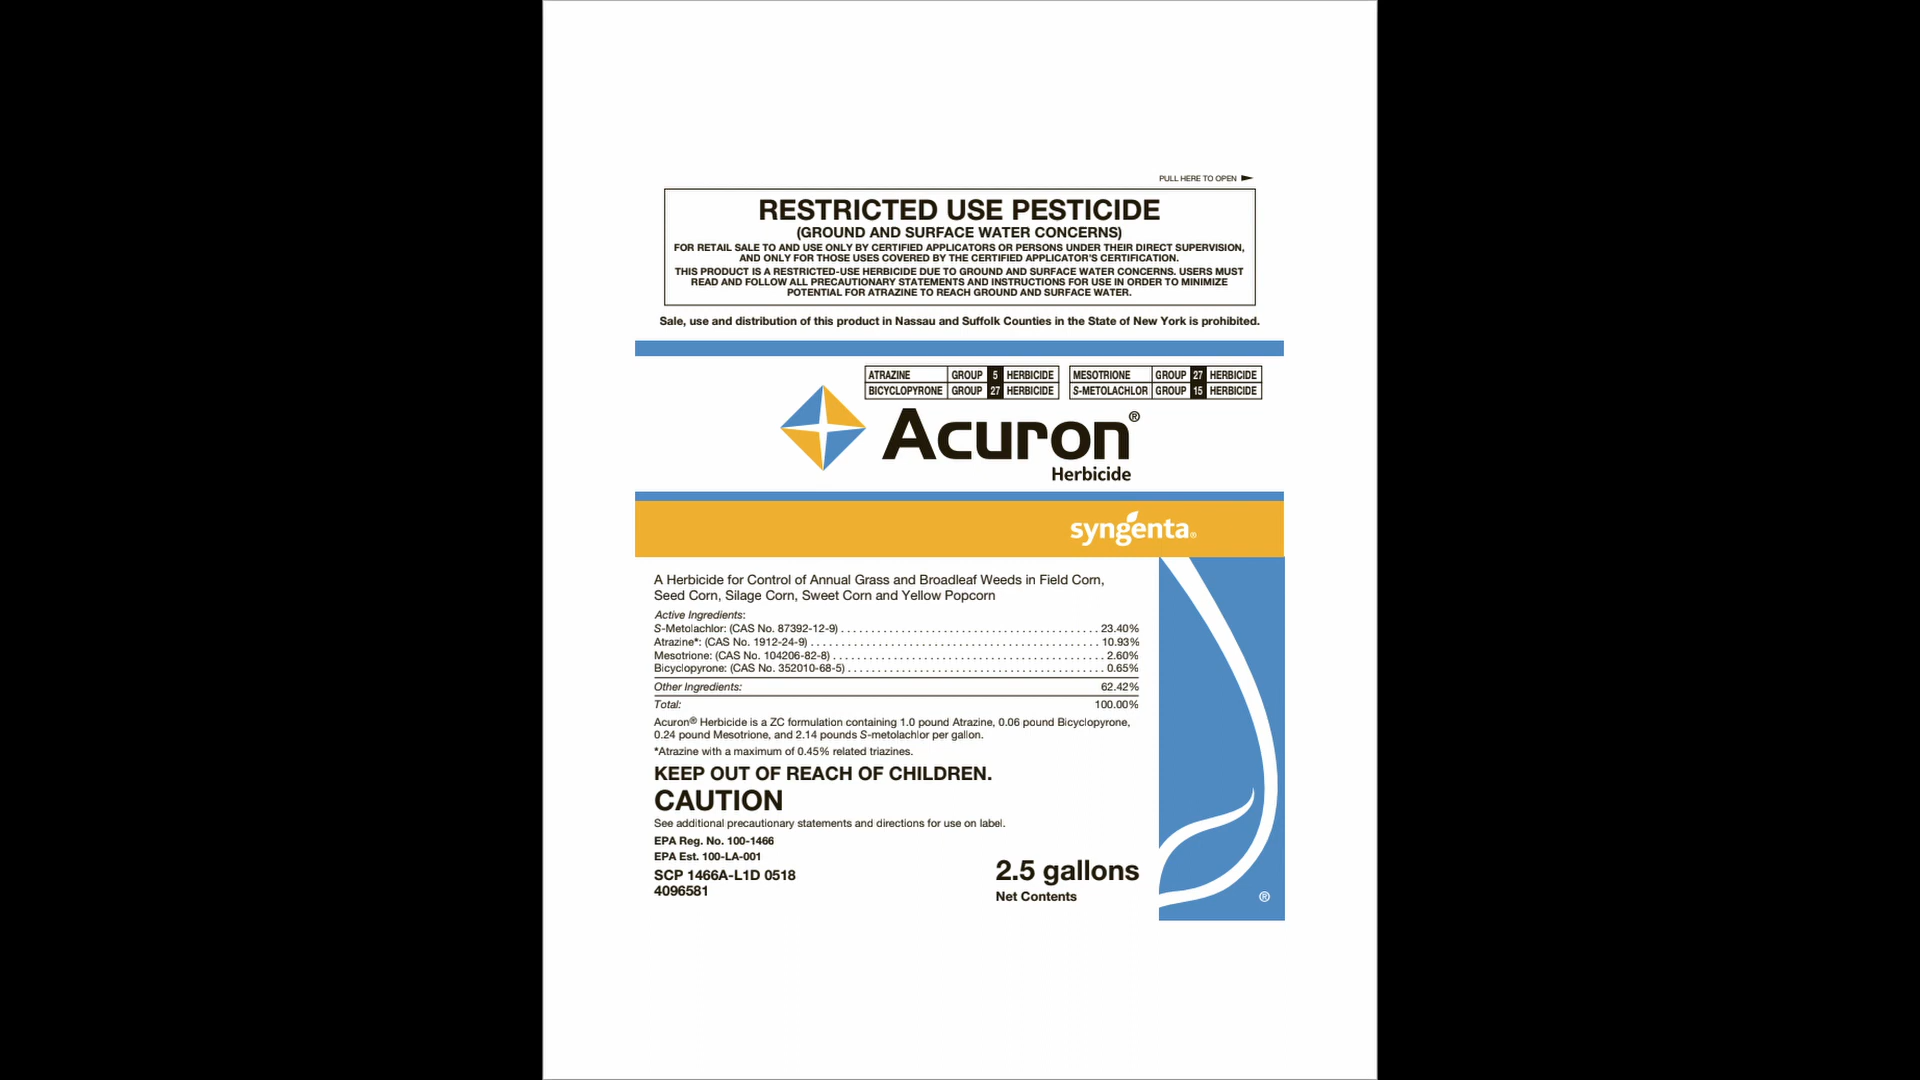 PULL HERE TO OPEN
RESTRICTED USE PESTICIDE
(GROUND AND SURFACE WATER CONCERNS)
FOR RETAIL SALE TO AND USE ONLY BY CERTIFIED APPLICATORS OR PERSONS UNDER THEIR DIRECT SUPERVISION,
AND ONLY FOR THOSE USES COVERED BY THE CERTIFIED APPLICATOR'S CERTIFICATION.
THIS PRODUCT IS A RESTRICTED-USE HERBICIDE DUE TO GROUND AND SURFACE WATER CONCERNS. USERS MUST
READ AND FOLLOW ALL PRECAUTIONARY STATEMENTS AND INSTRUCTIONS FOR USE IN ORDER TO MINIMIZE
POTENTIAL FOR ATRAZINE TO REACH GROUND AND SURFACE WATER.
Sale, use and distribution of this product in Nassau and Suffolk Counties in the State of New York is prohibited.
ATRAZINE GROUP 5 HERBICIDE MESOTRIONE GROUP 27 HERBICIDE
BICYCLOPYRONE GROUP 27 HERBICIDE S-METOLACHLOR GROUP 15 HERBICIDE
Acuron®
Herbicide
syngenta®
A Herbicide for Control of Annual Grass and Broadleaf Weeds in Field Corn,
Seed Corn, Silage Corn, Sweet Corn and Yellow Popcorn
Active Ingredients:
S-Metolachlor: (CAS No. 87392-12-9) . . . . . . . . . . 23.40%
Atrazine*: (CAS No. 1912-24-9) . . . . . . . . . . 10.93%
Mesotrione: (CAS No. 104206-82-8) . . . . . . . . . . 2.60%
Bicyclopyrone: (CAS No. 352010-68-5) . . . . . . . . . . 0.65%
Other Ingredients: 62.42%
Total: 100.00%
Acuron® Herbicide is a ZC formulation containing 1.0 pound Atrazine, 0.06 pound Bicyclopyrone,
0.24 pound Mesotrione, and 2.14 pounds S-metolachlor per gallon.
*Atrazine with a maximum of 0.45% related triazines.
KEEP OUT OF REACH OF CHILDREN.
CAUTION
See additional precautionary statements and directions for use on label.
EPA Reg. No. 100-1466
EPA Est. 100-LA-001
SCP 1466A-L1D 0518
4096581
2.5 gallons
Net Contents
®